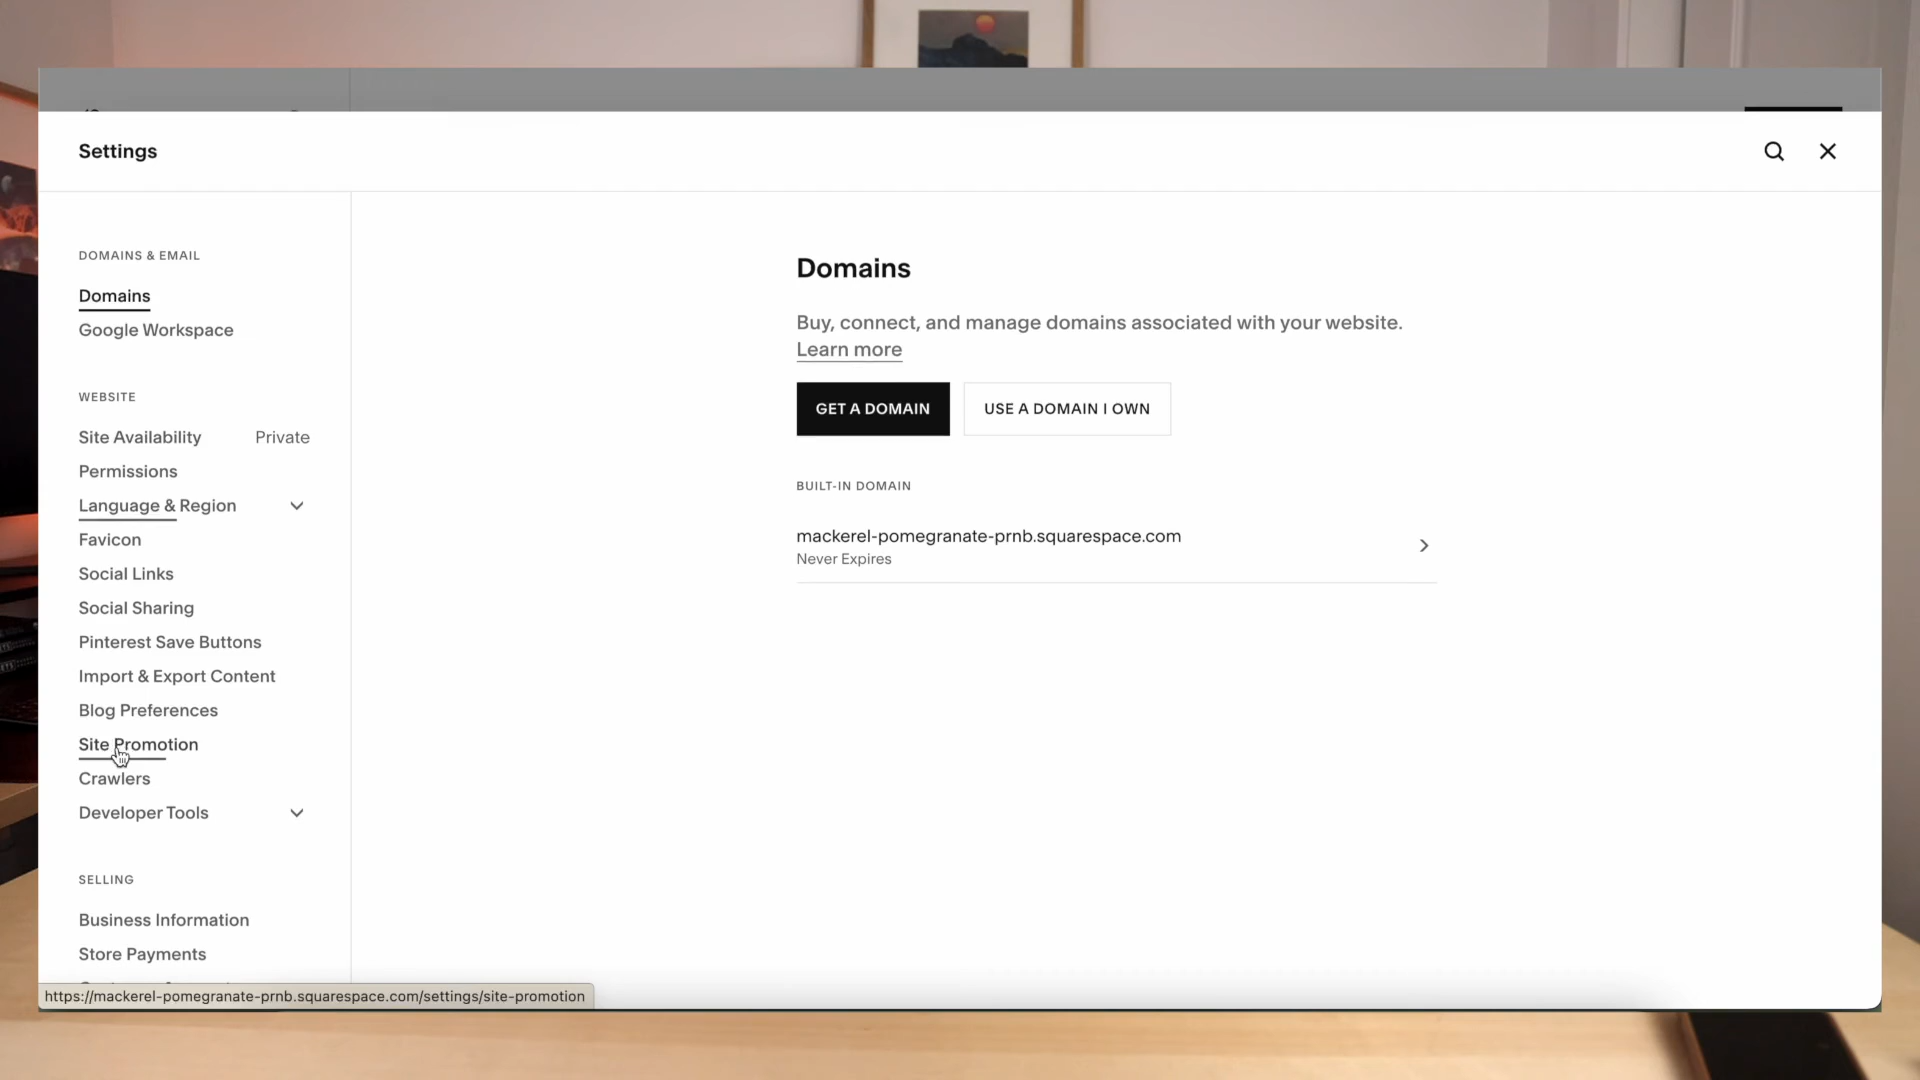 Settings
DOMAINS & EMAIL
Domains
Google Workspace
WEBSITE
Site Availability Private
Permissions
Language & Region
Favicon
Social Links
Social Sharing
Pinterest Save Buttons
Import & Export Content
Blog Preferences
Site Promotion
Crawlers
Developer Tools
SELLING
Business Information
Store Payments
https://mackerel-pomegranate-prnb.squarespace.com/settings/site-promotion
Domains
Buy, connect, and manage domains associated with your website.
Learn more
GET A DOMAIN USE A DOMAIN I OWN
BUILT-IN DOMAIN
mackerel-pomegranate-prnb.squarespace.com
Never Expires